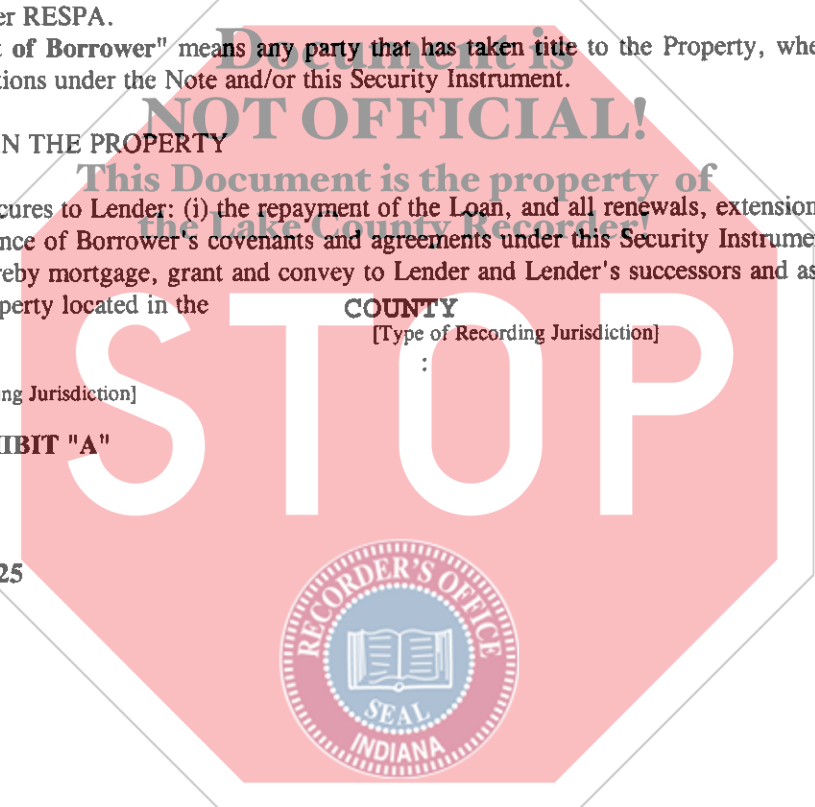 er RESPA.
of Borrower" means any party that has taken title to the Property, whe
Document is
tions under the Note and/or this Security Instrument.
NOT OFFICIAL!
N THE PROPERTY
This Document is the property of
cures to Lender: (i) the repayment of the Loan, and all renewals, extension
the Lake County Recorder!
nce of Borrower's covenants and agreements under this Security Instrume
reby mortgage, grant and convey to Lender and Lender's successors and as
perty located in the COUNTY
[Type of Recording Jurisdiction]
:
ng Jurisdiction]
IBIT "A"
STOP
25
RECORDER'S OFFICE
SEAL
INDIANA